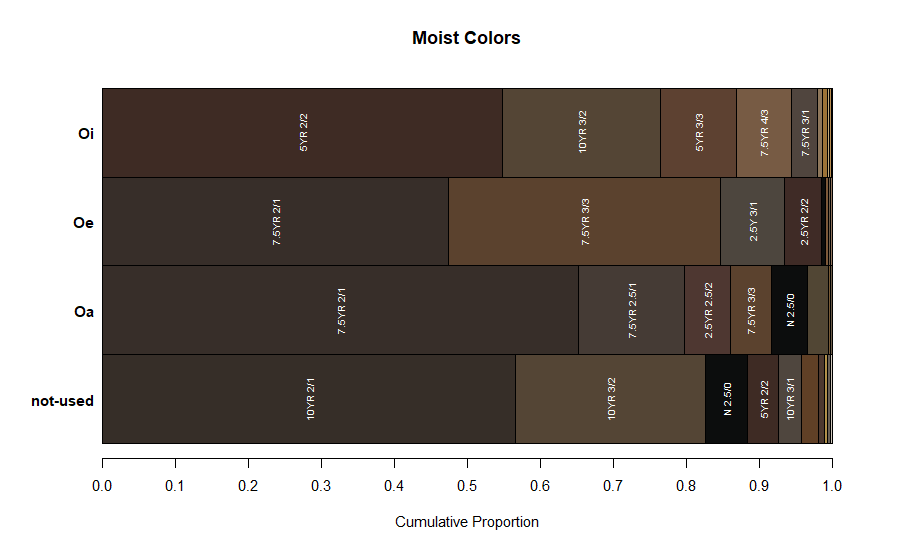 Moist Colors
Oi
5YR 2/2
10YR 3/2
5YR 3/3
7.5YR 4/3
7.5YR 3/1
Oe
7.5YR 2/1
7.5YR 3/3
2.5Y 3/1
2.5YR 2/2
Oa
7.5YR 2/1
7.5YR 2.5/1
2.5YR 2.5/2
7.5YR 3/3
N 2.5/0
not-used
10YR 2/1
10YR 3/2
N 2.5/0
5YR 2/2
10YR 3/1
0.0 0.1 0.2 0.3 0.4 0.5 0.6 0.7 0.8 0.9 1.0
Cumulative Proportion